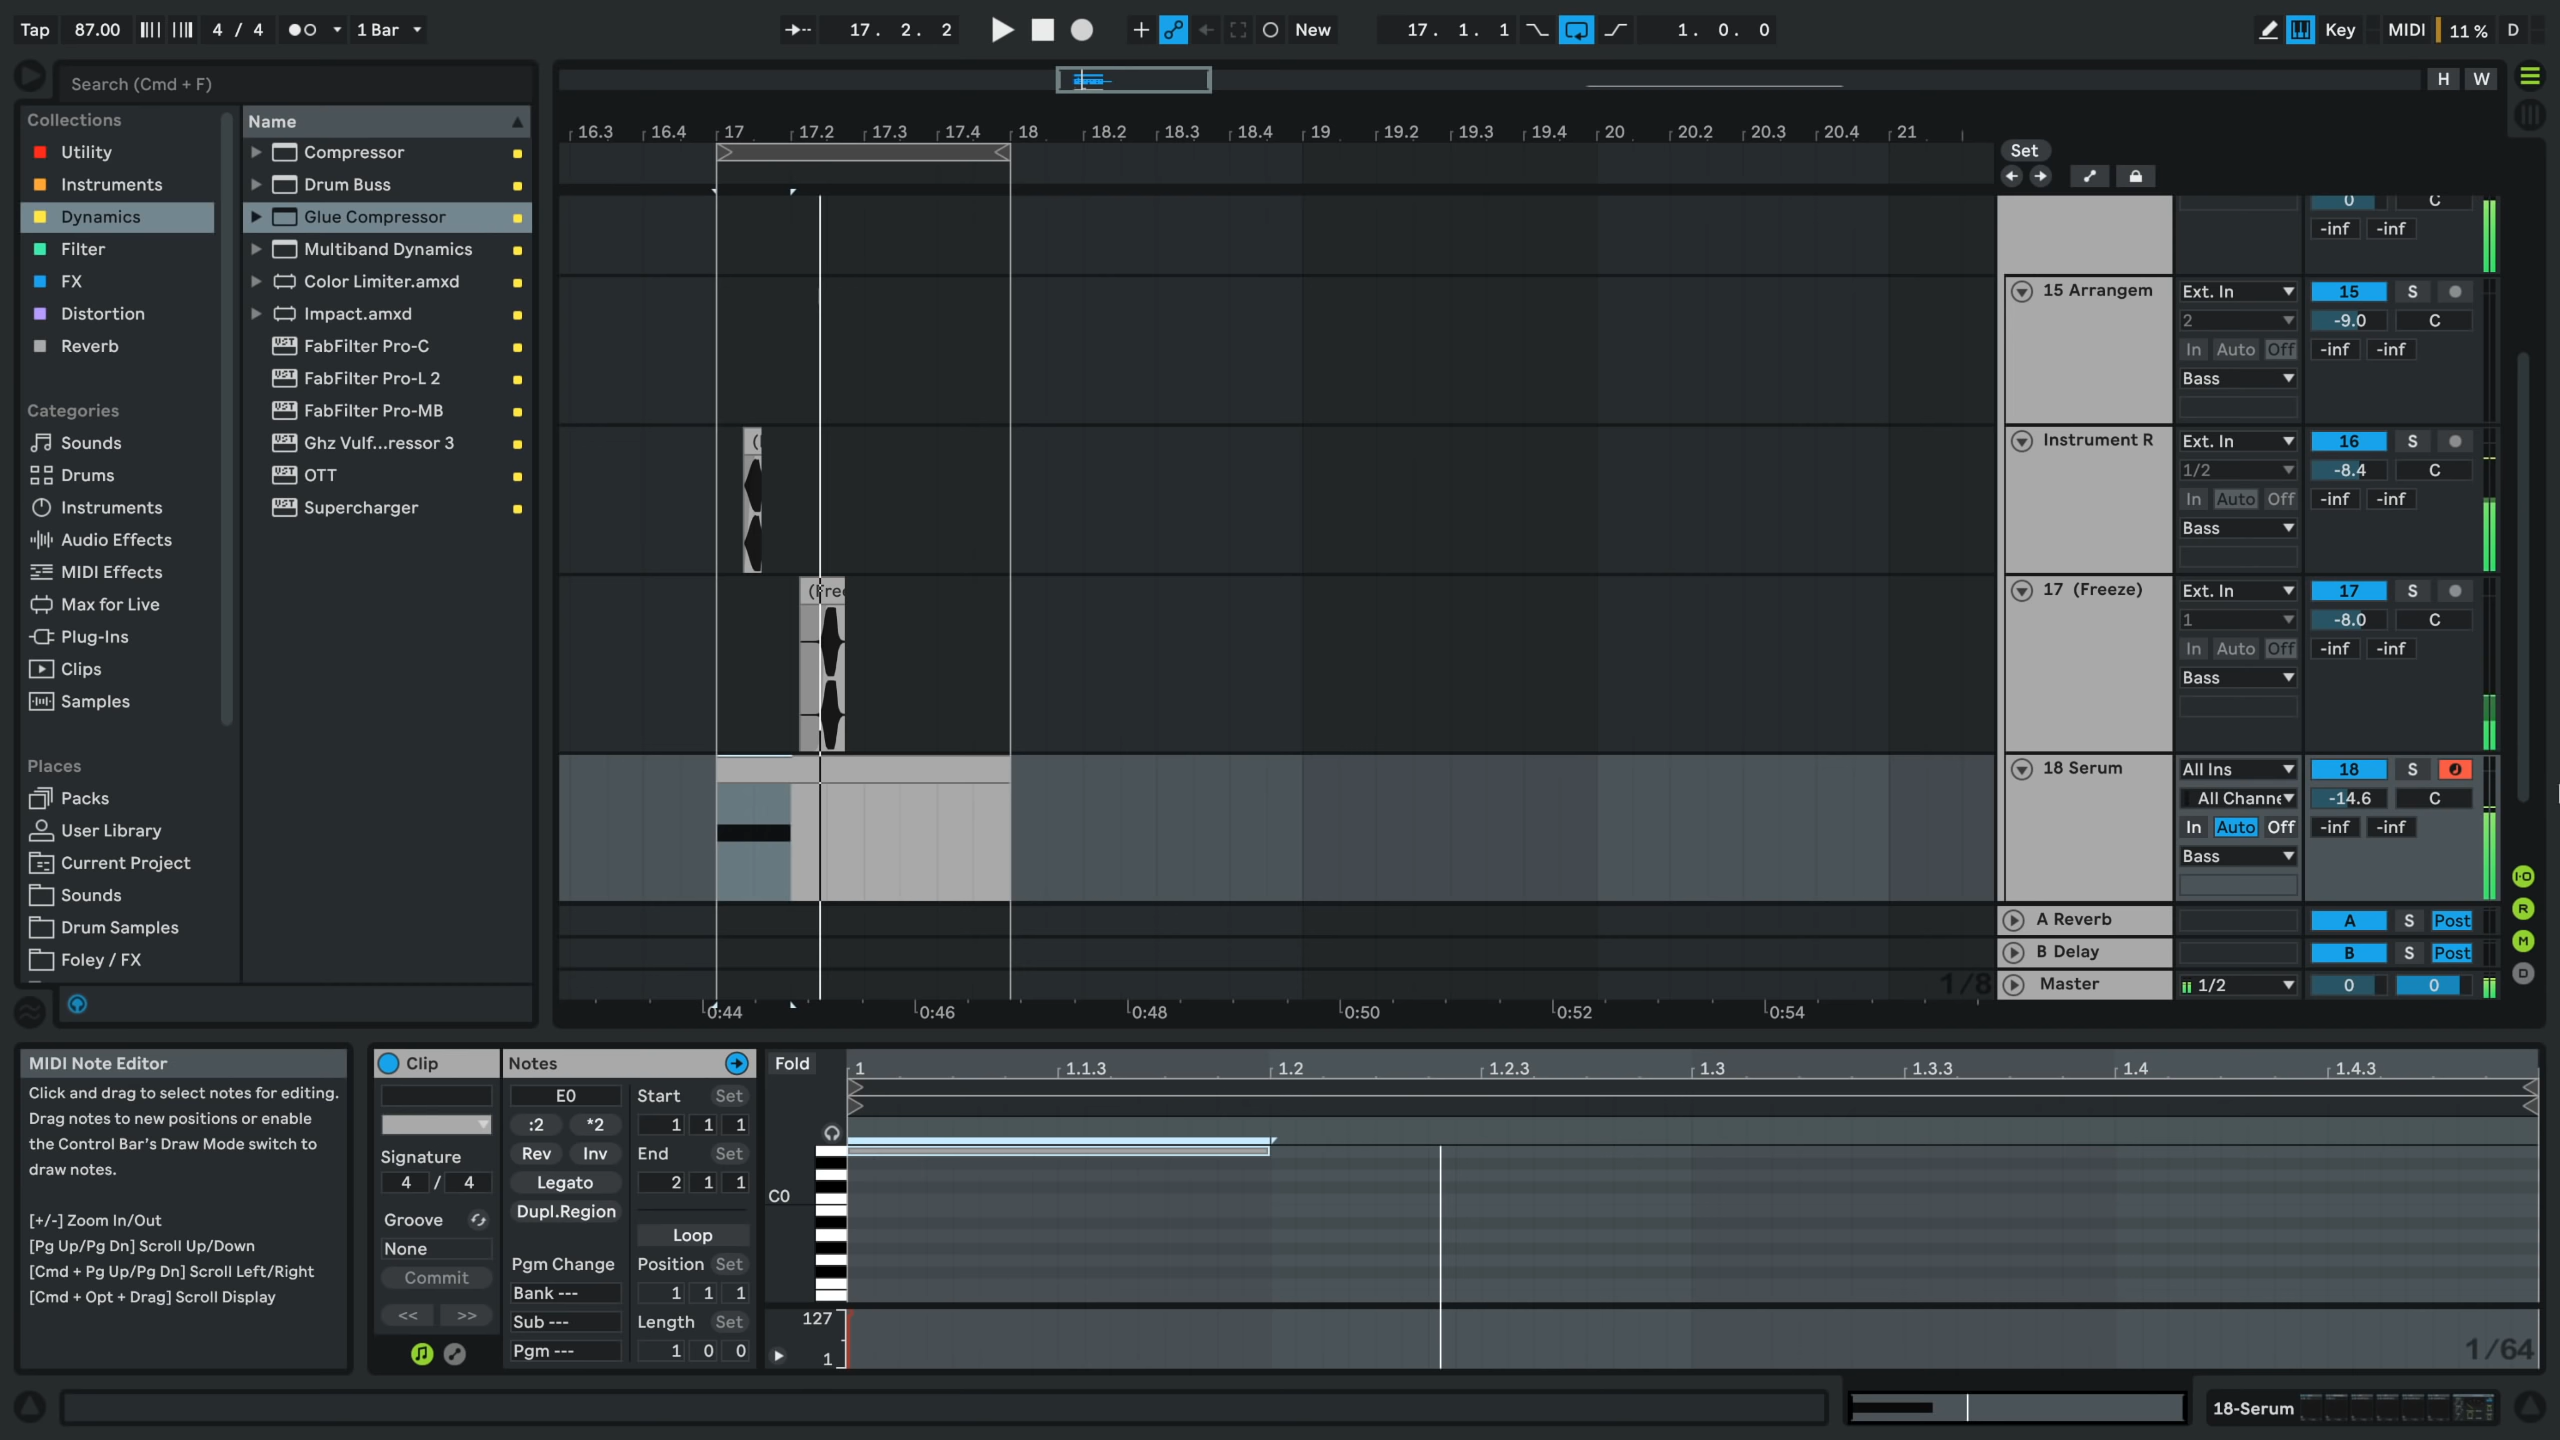 Tap 87.00 4 / 4 1 Bar 17. 2. 2 New 17. 1. 1 1. 0. 0 Key MIDI 11 % D
Search (Cmd + F)
H W
Collections
Utility
Instruments
Dynamics
Filter
FX
Distortion
Reverb
Categories
Sounds
Drums
Instruments
Audio Effects
MIDI Effects
Max for Live
Plug-Ins
Clips
Samples
Places
Packs
User Library
Current Project
Sounds
Drum Samples
Foley / FX
Name
Compressor
Drum Buss
Glue Compressor
Multiband Dynamics
Color Limiter.amxd
Impact.amxd
FabFilter Pro-C
FabFilter Pro-L 2
FabFilter Pro-MB
Ghz Vulf...ressor 3
OTT
Supercharger
16.3 16.4 17 17.2 17.3 17.4 18 18.2 18.3 18.4 19 19.2 19.3 19.4 20 20.2 20.3 20.4 21
Set
0 C
-inf -inf
15 Arrangem Ext. In 15 S
2 -9.0 C
In Auto Off -inf -inf
Bass
Instrument R Ext. In 16 S
1/2 -8.4 C
In Auto Off -inf -inf
Bass
(Free
17 (Freeze) Ext. In 17 S
1 -8.0 C
In Auto Off -inf -inf
Bass
18 Serum All Ins 18 S
All Channe -14.6 C
In Auto Off -inf -inf
Bass
A Reverb A S Post
B Delay B S Post
1/8 Master 1/2 0 0
I·O
R
M
D
0:44 0:46 0:48 0:50 0:52 0:54
MIDI Note Editor
Click and drag to select notes for editing.
Drag notes to new positions or enable
the Control Bar's Draw Mode switch to
draw notes.
[+/-] Zoom In/Out
[Pg Up/Pg Dn] Scroll Up/Down
[Cmd + Pg Up/Pg Dn] Scroll Left/Right
[Cmd + Opt + Drag] Scroll Display
Clip
Signature
4 / 4
Groove
None
Commit
<< >>
Notes
E0
:2 *2
Rev Inv
Legato
Dupl.Region
Pgm Change
Bank ---
Sub ---
Pgm ---
Start Set
1 1 1
End Set
2 1 1
Loop
Position Set
1 1 1
Length Set
1 0 0
Fold
1 1.1.3 1.2 1.2.3 1.3 1.3.3 1.4 1.4.3
C0
127
1
1/64
18-Serum